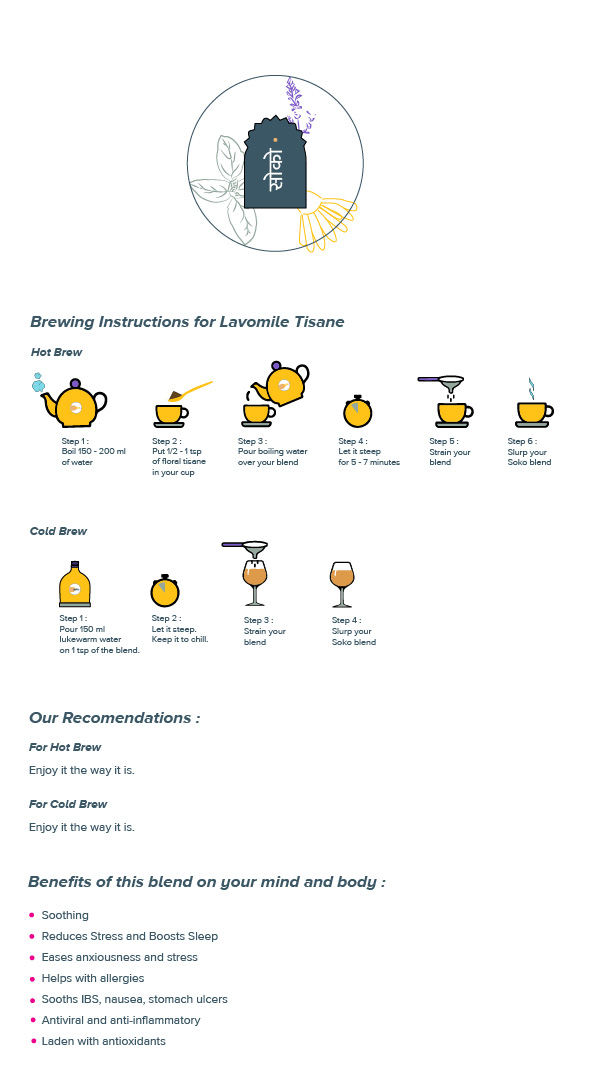 सोको
Brewing Instructions for Lavomile Tisane
Hot Brew
Step 1 :
Boil 150 - 200 ml
of water
Step 2 :
Put 1/2 - 1 tsp
of floral tisane
in your cup
Step 3 :
Pour boiling water
over your blend
Step 4 :
Let it steep
for 5 - 7 minutes
Step 5 :
Strain your
blend
Step 6 :
Slurp your
Soko blend
Cold Brew
Step 1 :
Pour 150 ml
lukewarm water
on 1 tsp of the blend.
Step 2 :
Let it steep.
Keep it to chill.
Step 3 :
Strain your
blend
Step 4 :
Slurp your
Soko blend
Our Recomendations :
For Hot Brew
Enjoy it the way it is.
For Cold Brew
Enjoy it the way it is.
Benefits of this blend on your mind and body :
Soothing
Reduces Stress and Boosts Sleep
Eases anxiousness and stress
Helps with allergies
Sooths IBS, nausea, stomach ulcers
Antiviral and anti-inflammatory
Laden with antioxidants